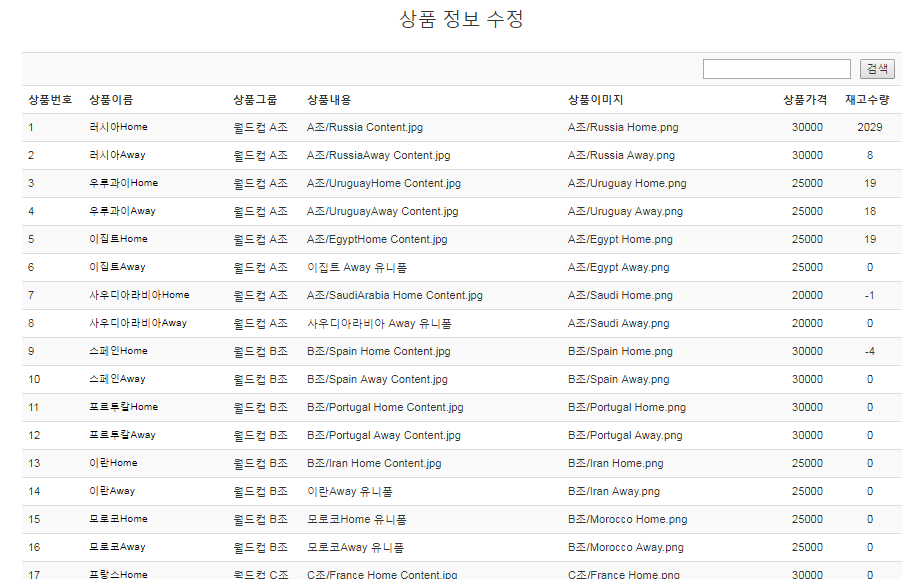 상품 정보 수정
검색
상품번호 상품이름 상품그룹 상품내용 상품이미지 상품가격 재고수량
1 러시아Home 월드컵 A조 A조/Russia Content.jpg A조/Russia Home.png 30000 2029
2 러시아Away 월드컵 A조 A조/RussiaAway Content.jpg A조/Russia Away.png 30000 8
3 우루과이Home 월드컵 A조 A조/UruguayHome Content.jpg A조/Uruguay Home.png 25000 19
4 우루과이Away 월드컵 A조 A조/UruguayAway Content.jpg A조/Uruguay Away.png 25000 18
5 이집트Home 월드컵 A조 A조/EgyptHome Content.jpg A조/Egypt Home.png 25000 19
6 이집트Away 월드컵 A조 이집트 Away 유니폼 A조/Egypt Away.png 25000 0
7 사우디아라비아Home 월드컵 A조 A조/SaudiArabia Home Content.jpg A조/Saudi Home.png 20000 -1
8 사우디아라비아Away 월드컵 A조 사우디아라비아 Away 유니폼 A조/Saudi Away.png 20000 0
9 스페인Home 월드컵 B조 B조/Spain Home Content.jpg B조/Spain Home.png 30000 -4
10 스페인Away 월드컵 B조 B조/Spain Away Content.jpg B조/Spain Away.png 30000 0
11 포르투칼Home 월드컵 B조 B조/Portugal Home Content.jpg B조/Portugal Home.png 30000 0
12 포르투칼Away 월드컵 B조 B조/Portugal Away Content.jpg B조/Portugal Away.png 30000 0
13 이란Home 월드컵 B조 B조/Iran Home Content.jpg B조/Iran Home.png 25000 0
14 이란Away 월드컵 B조 이란Away 유니폼 B조/Iran Away.png 25000 0
15 모로코Home 월드컵 B조 모로코Home 유니폼 B조/Morocco Home.png 25000 0
16 모로코Away 월드컵 B조 모로코Away 유니폼 B조/Morocco Away.png 25000 0
17 프랑스Home 월드컵 C조 C조/France Home Content.jpg C조/France Home.png 30000 0